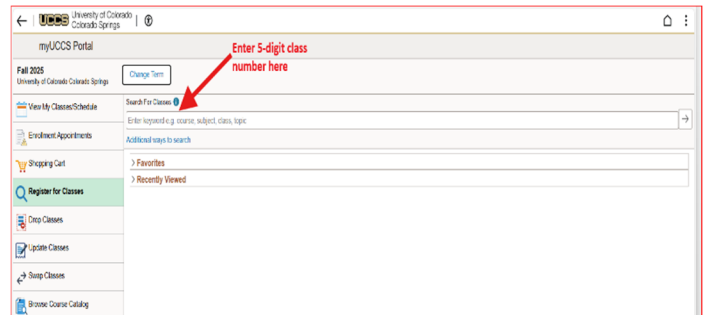 UCCS University of Colorado
Colorado Springs
myUCCS Portal
Enter 5-digit class
number here
Fall 2025
University of Colorado Colorado Springs
Change Term
View My Classes/Schedule
Search For Classes
Enter keyword e.g. course, subject, class, topic
Enrollment Appointments
Additional ways to search
Shopping Cart
Favorites
Recently Viewed
Register for Classes
Drop Classes
Update Classes
Swap Classes
Browse Course Catalog